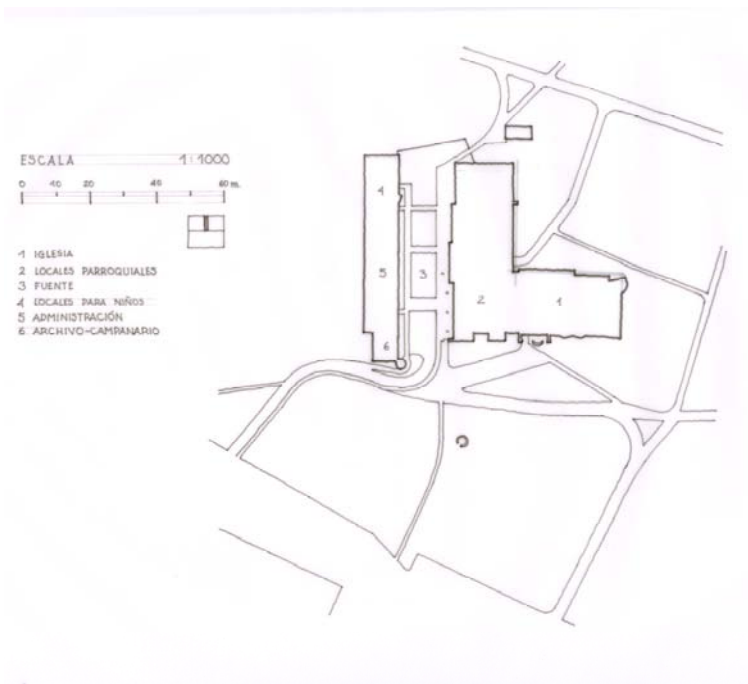 ESCALA 1:1000
0 10 20 40 60 m.
1 IGLESIA
2 LOCALES PARROQUIALES
3 FUENTE
4 LOCALES PARA NIÑOS
5 ADMINISTRACIÓN
6 ARCHIVO-CAMPANARIO
4
5
3
2
1
6